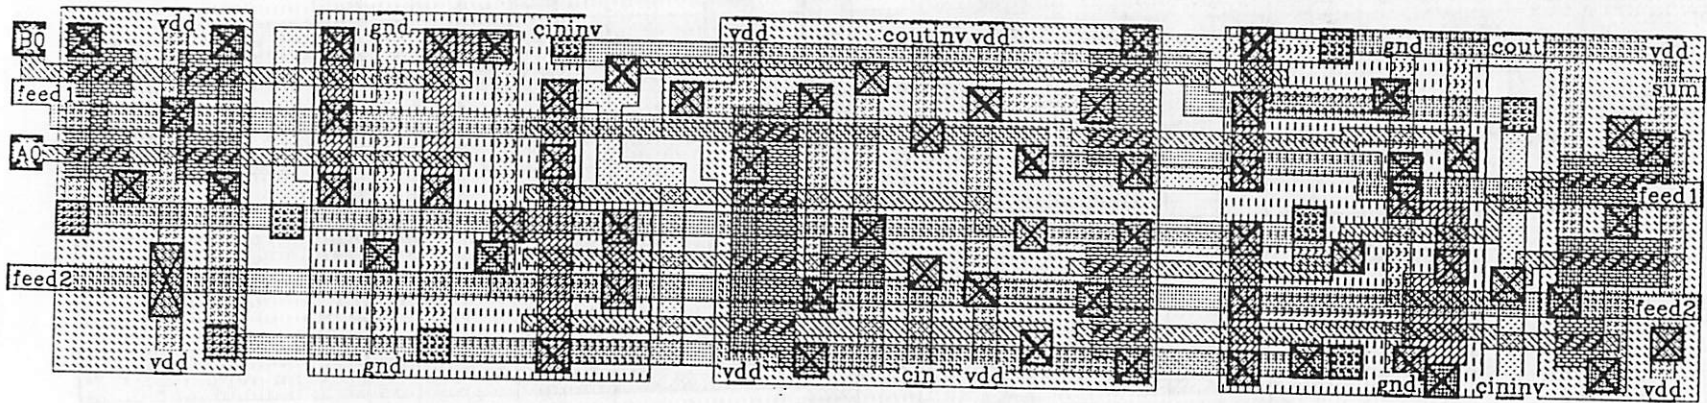 vdd gnd cininv vdd coutnv vdd gnd cout vdd
B0
feed1 sum
A0
feed1
feed2 feed2
vdd gnd vdd cin vdd gnd cininv vdd